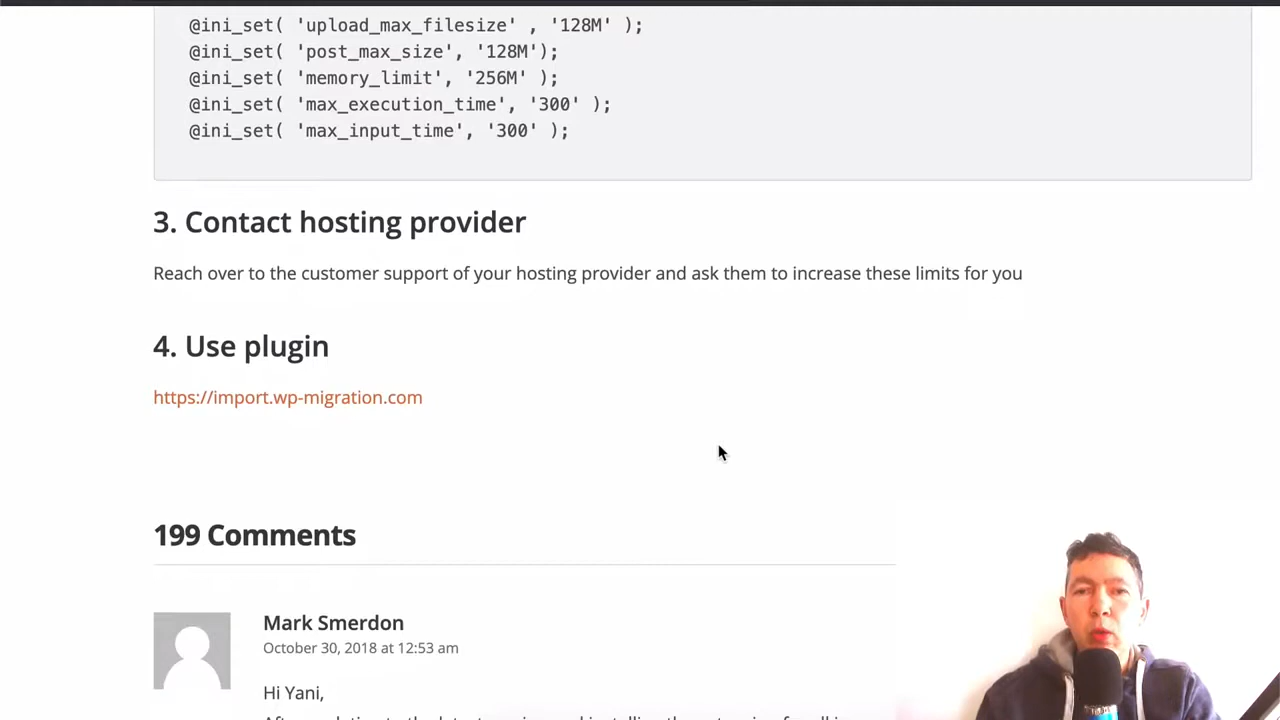 @ini_set( 'upload_max_filesize' , '128M' );
@ini_set( 'post_max_size', '128M');
@ini_set( 'memory_limit', '256M' );
@ini_set( 'max_execution_time', '300' );
@ini_set( 'max_input_time', '300' );
3. Contact hosting provider
Reach over to the customer support of your hosting provider and ask them to increase these limits for you
4. Use plugin
https://import.wp-migration.com
199 Comments
Mark Smerdon
October 30, 2018 at 12:53 am
Hi Yani,